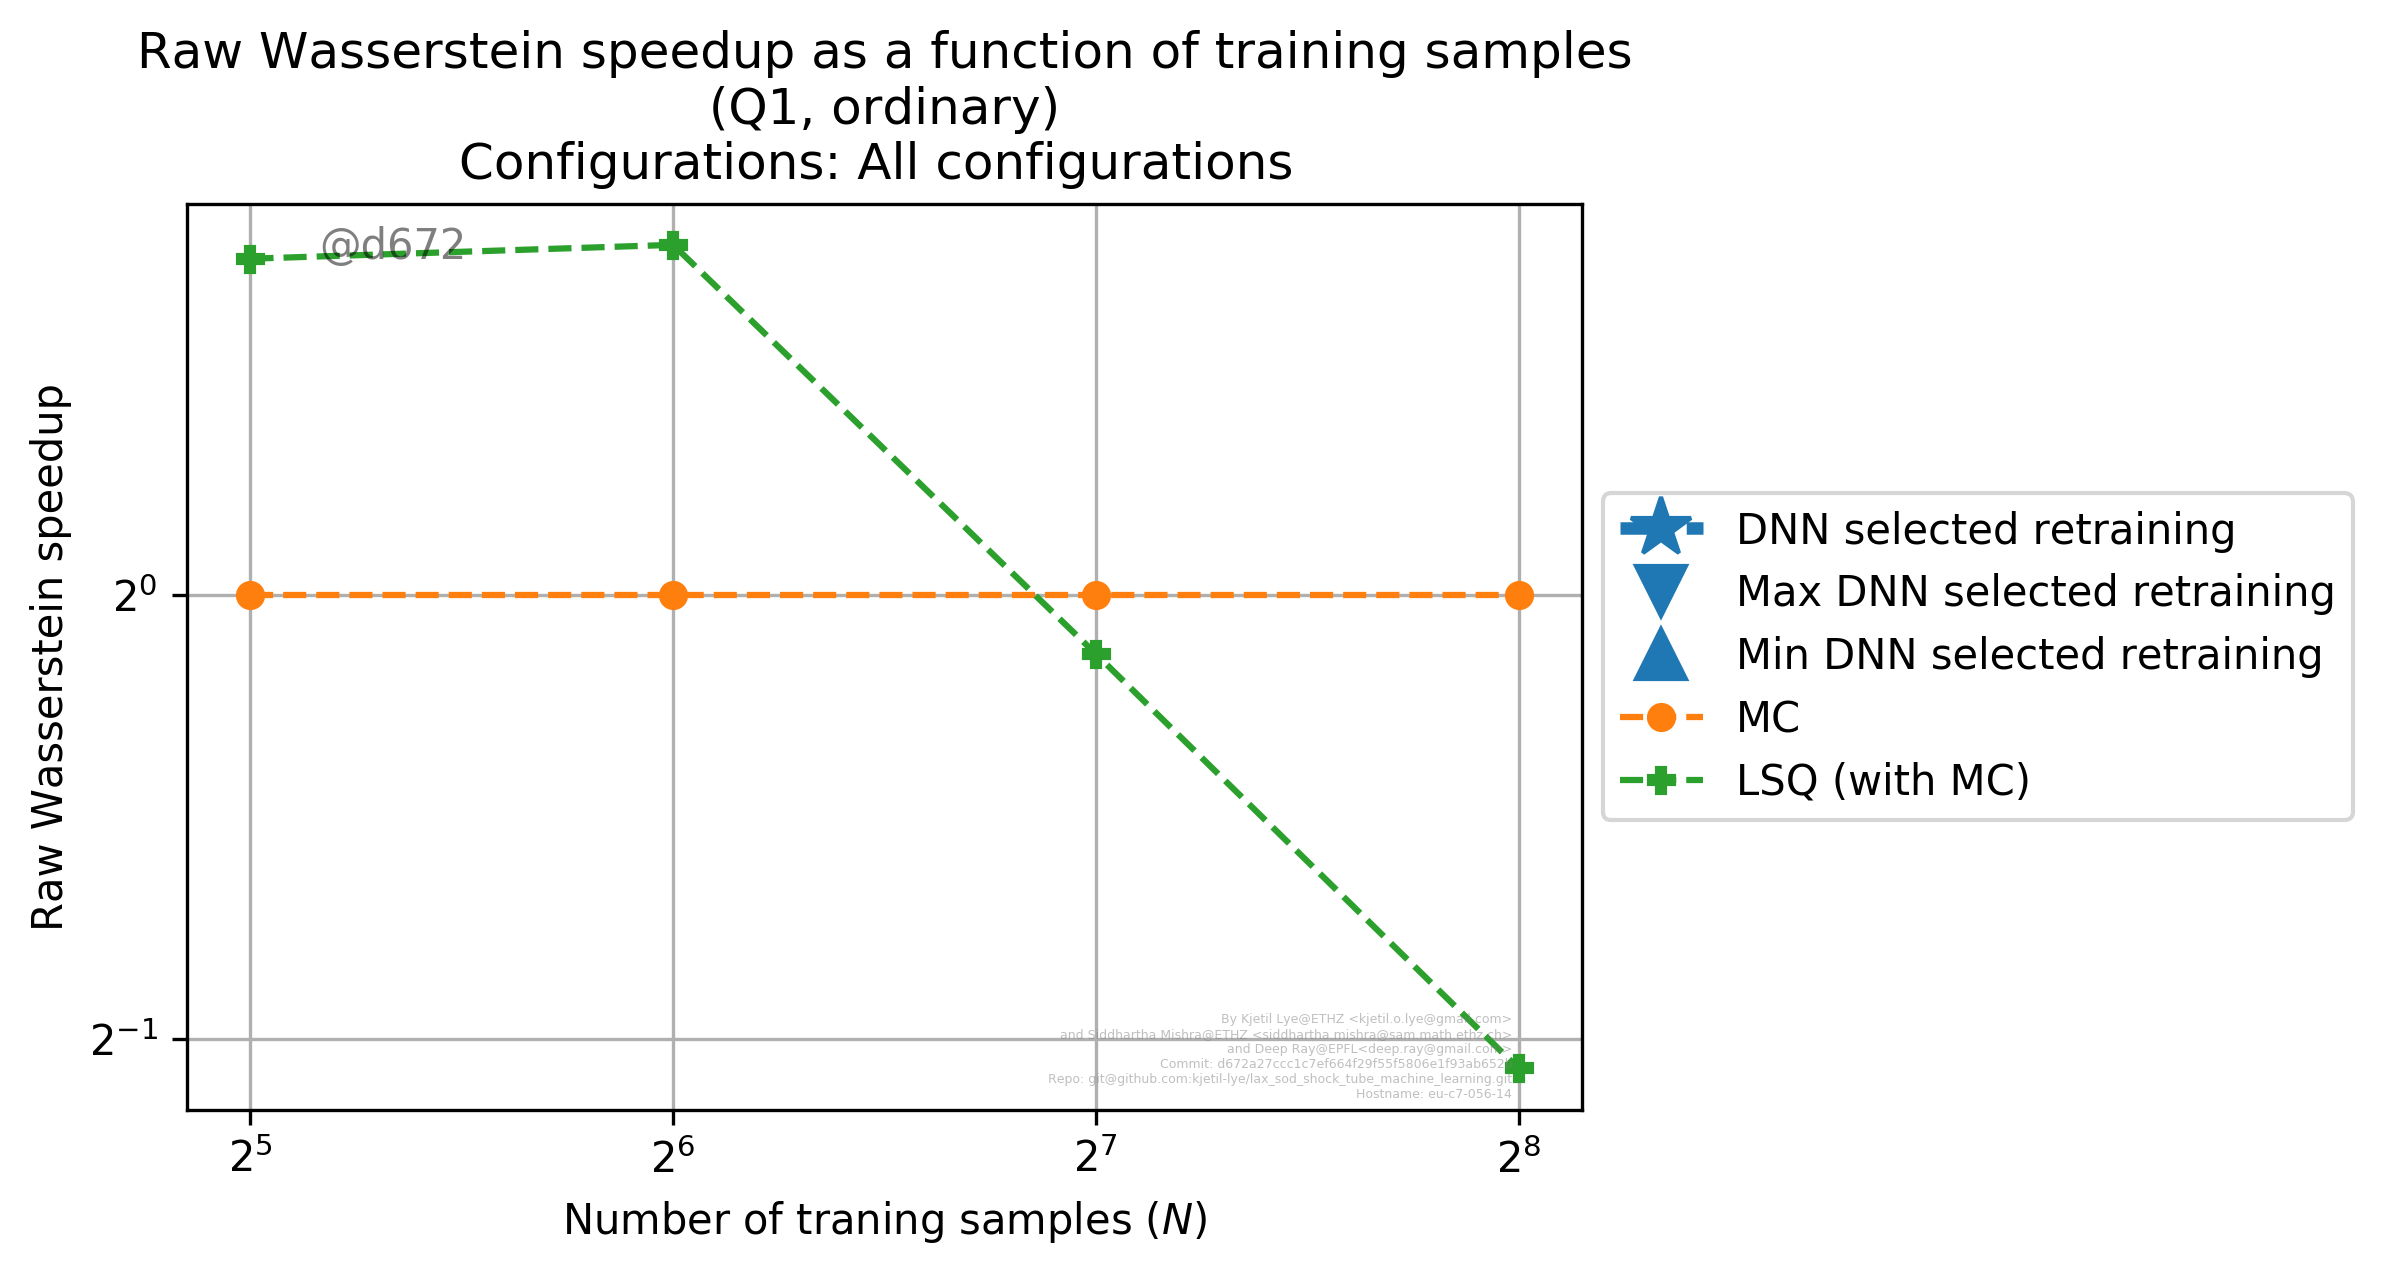 Raw Wasserstein speedup as a function of training samples
(Q1, ordinary)
Configurations: All configurations
@d672
Raw Wasserstein speedup
2⁰
2⁻¹
2⁵ 2⁶ 2⁷ 2⁸
Number of traning samples (N)
DNN selected retraining
Max DNN selected retraining
Min DNN selected retraining
MC
LSQ (with MC)
By Kjetil Lye@ETHZ <kjetil.o.lye@gmail.com>
and Siddhartha Mishra@ETHZ <siddhartha.mishra@sam.math.ethz.ch>
and Deep Ray@EPFL<deep.ray@gmail.com>
Commit:
Repo: git@github.com:kjetil-lye/lax_sod_shock_tube_machine_learning.git
Hostname: eu-c7-056-14